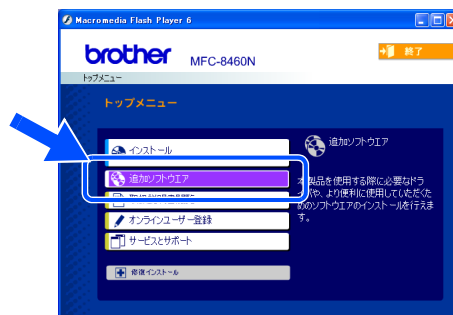 Macromedia Flash Player 6
brother MFC-8460N
終了
トップメニュー
トップメニュー
インストール
追加ソフトウエア
オンラインユーザー登録
サービスとサポート
修復インストール
追加ソフトウエア
本製品を使用する際に必要なドラ
イバや、より便利に使用していただくた
めのソフトウエアのインストールを行えま
す。